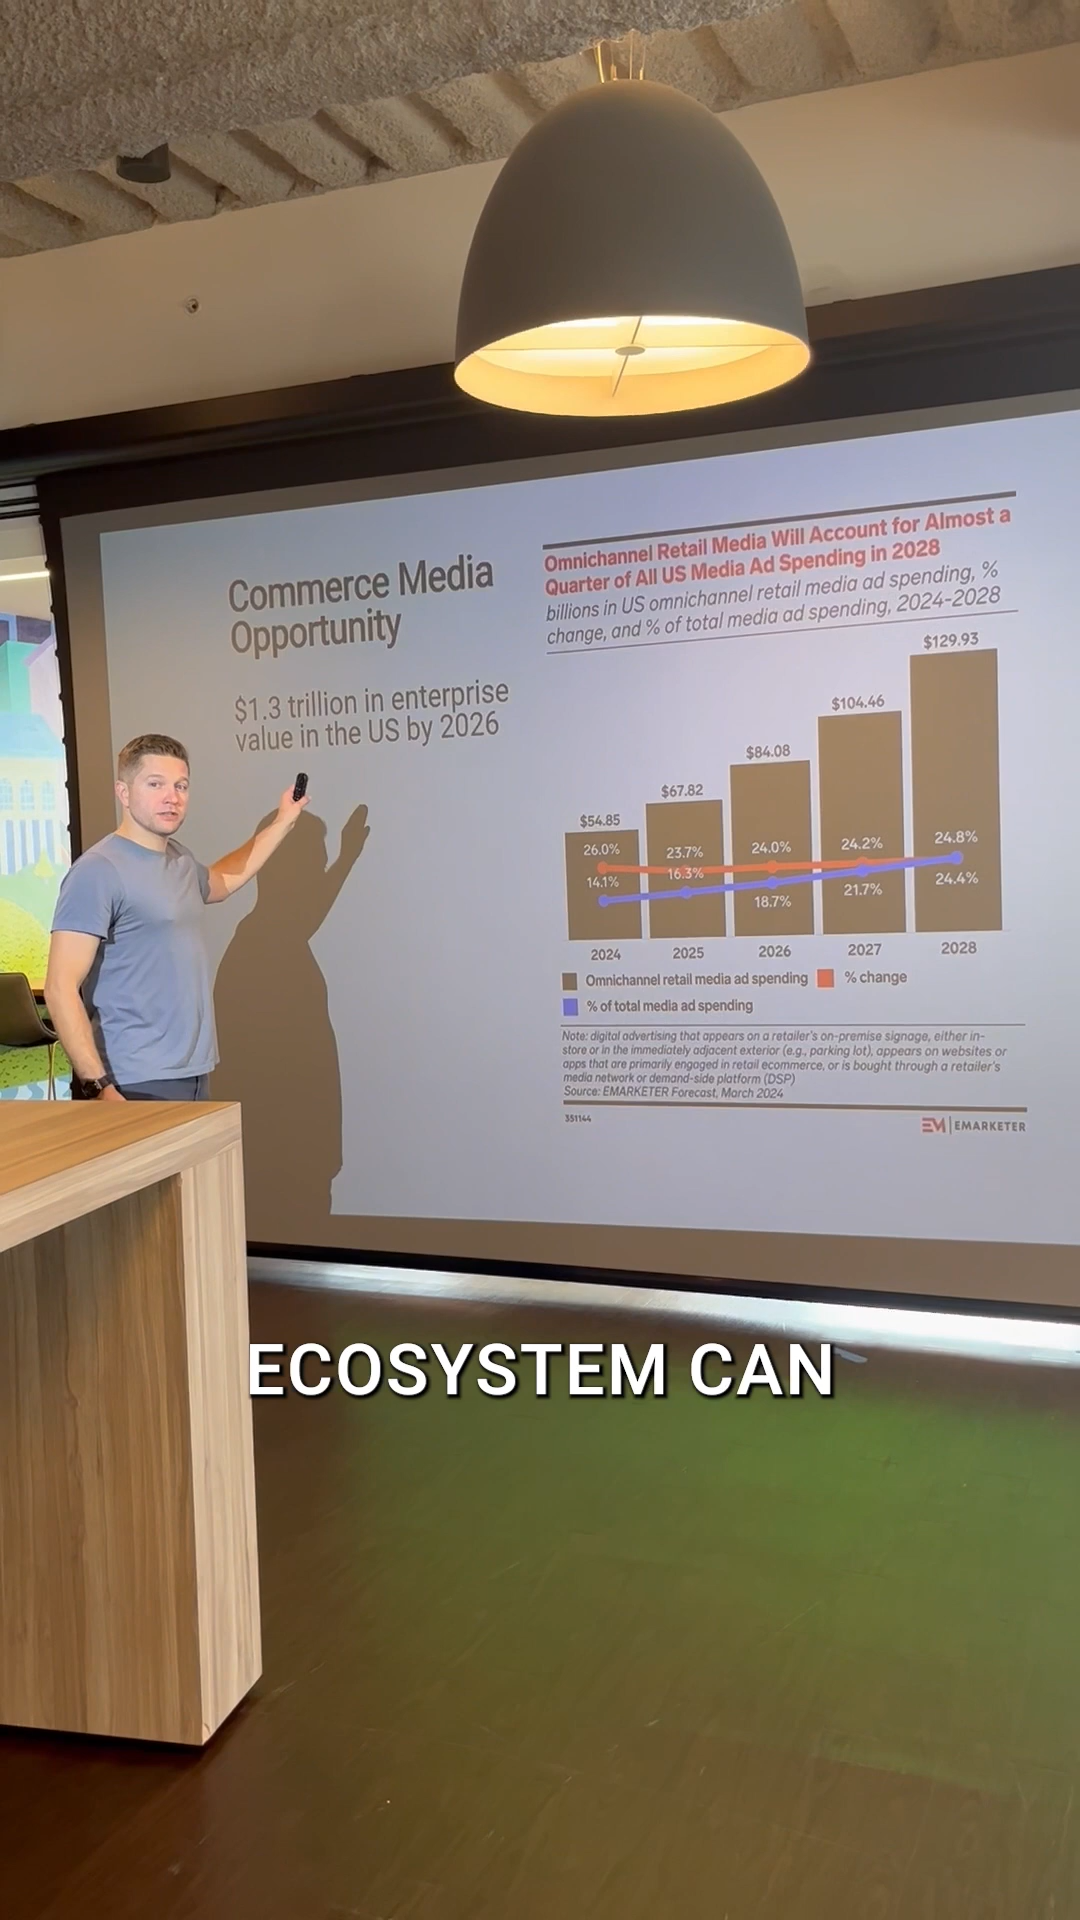 Commerce Media
Opportunity
$1.3 trillion in enterprise
value in the US by 2026
Omnichannel Retail Media Will Account for Almost a
Quarter of All US Media Ad Spending in 2028
billions in US omnichannel retail media ad spending, %
change, and % of total media ad spending, 2024-2028
$54.85
$67.82
$84.08
$104.46
$129.93
26.0%
23.7%
24.0%
24.2%
24.8%
14.1%
16.3%
18.7%
21.7%
24.4%
2024
2025
2026
2027
2028
Omnichannel retail media ad spending
% change
% of total media ad spending
Note: digital advertising that appears on a retailer's on-premise signage, either in-
store or in the immediately adjacent exterior (e.g., parking lot), appears on websites or
apps that are primarily engaged in retail ecommerce, or is bought through a retailer's
media network or demand-side platform (DSP)
Source: EMARKETER Forecast, March 2024
351144
EM | EMARKETER
ECOSYSTEM CAN